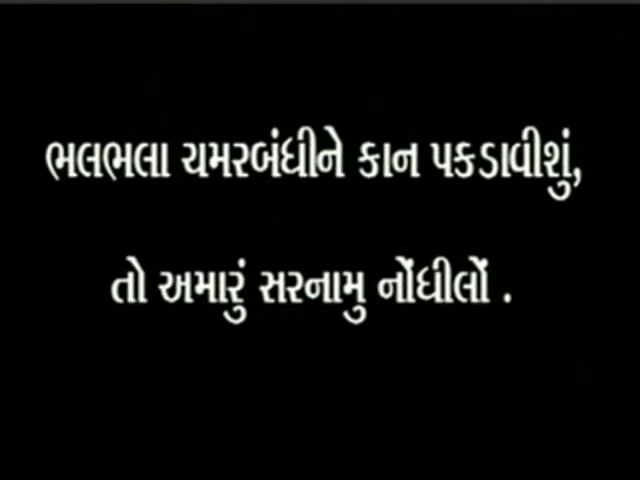 ભલભલા ચમરબંધીને કાન પકડાવીશું,
તો અમારું સરનામુ નોંધીલોં .